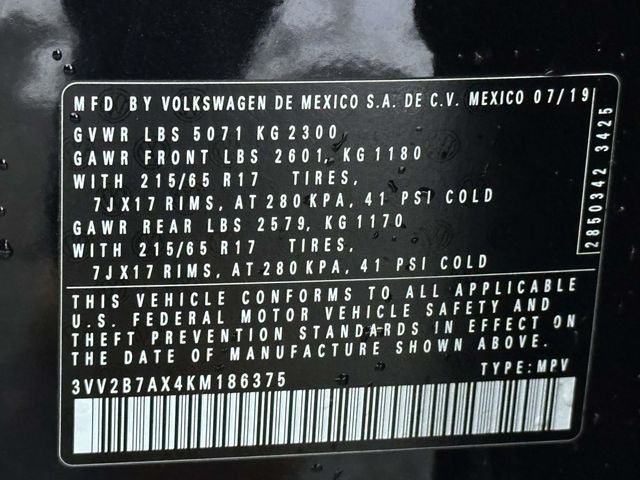 MFD BY VOLKSWAGEN DE MEXICO S.A. DE C.V. MEXICO 07/19
GVWR LBS 5071 KG 2300,
GAWR FRONT LBS 2601, KG 1180
WITH 215/65 R17 TIRES,
7JX17 RIMS, AT 280 KPA, 41 PSI COLD
GAWR REAR LBS 2579, KG 1170
WITH 215/65 R17 TIRES,
7JX17 RIMS, AT 280 KPA, 41 PSI COLD
2850342 3425
THIS VEHICLE CONFORMS TO ALL APPLICABLE
U.S. FEDERAL MOTOR VEHICLE SAFETY AND
THEFT PREVENTION STANDARDS IN EFFECT ON
THE DATE OF MANUFACTURE SHOWN ABOVE.
3VV2B7AX4KM186375 TYPE: MPV